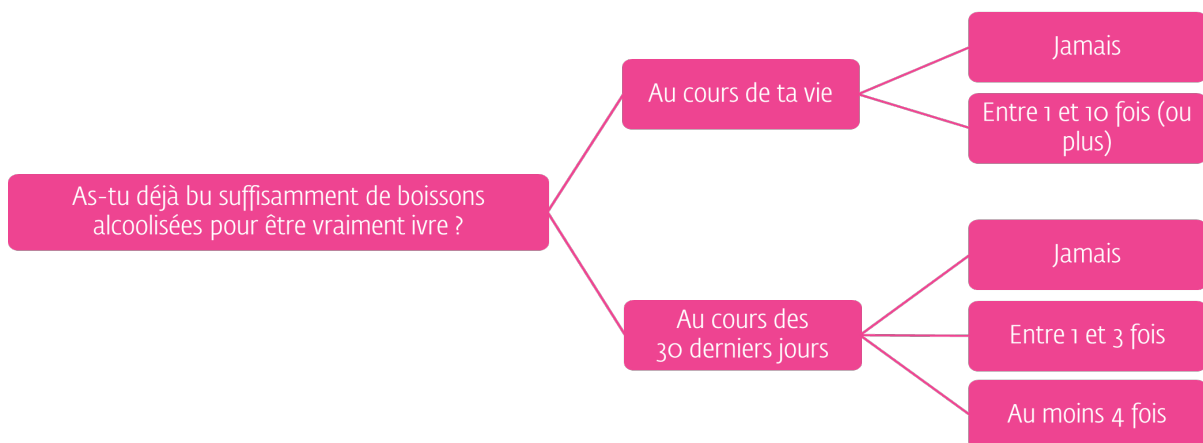 As-tu déjà bu suffisamment de boissons
alcoolisées pour être vraiment ivre ?
Au cours de ta vie
Jamais
Entre 1 et 10 fois (ou
plus)
Au cours des
30 derniers jours
Jamais
Entre 1 et 3 fois
Au moins 4 fois